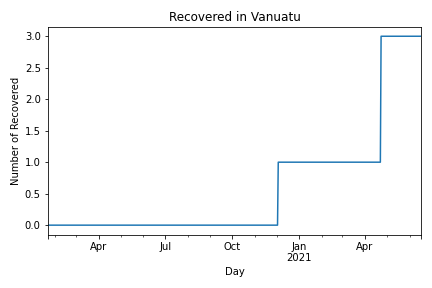 Recovered in Vanuatu
Number of Recovered
3.0
2.5
2.0
1.5
1.0
0.5
0.0
Apr
Jul
Oct
Jan
2021
Apr
Day